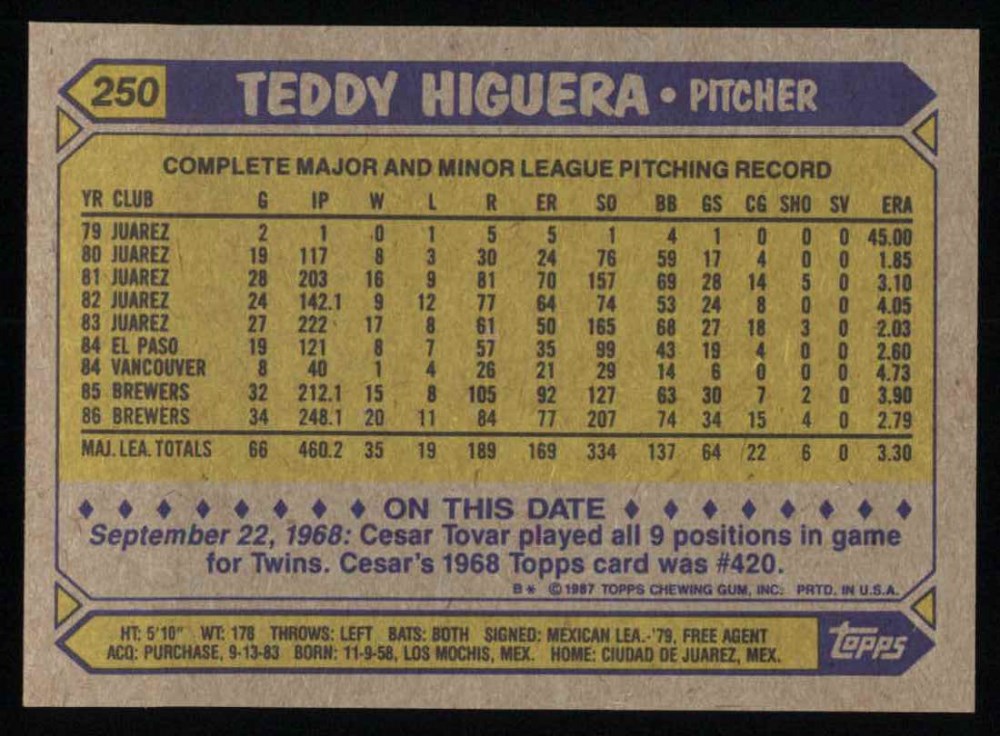 250 TEDDY HIGUERA • PITCHER
COMPLETE MAJOR AND MINOR LEAGUE PITCHING RECORD
YR CLUB G IP W L R ER SO BB GS CG SHO SV ERA
79 JUAREZ 2 1 0 1 5 5 1 4 1 0 0 0 45.00
80 JUAREZ 19 117 8 3 30 24 76 59 17 4 0 0 1.85
81 JUAREZ 28 203 16 9 81 70 157 69 28 14 5 0 3.10
82 JUAREZ 24 142.1 9 12 77 64 74 53 24 8 0 0 4.05
83 JUAREZ 27 222 17 8 61 50 165 68 27 18 3 0 2.03
84 EL PASO 19 121 8 7 57 35 99 43 19 4 0 0 2.60
84 VANCOUVER 8 40 1 4 26 21 29 14 6 0 0 0 4.73
85 BREWERS 32 212.1 15 8 105 92 127 63 30 7 2 0 3.90
86 BREWERS 34 248.1 20 11 84 77 207 74 34 15 4 0 2.79
MAJ. LEA. TOTALS 66 460.2 35 19 189 169 334 137 64 22 6 0 3.30
♦ ♦ ♦ ♦ ♦ ♦ ♦ ♦ ON THIS DATE ♦ ♦ ♦ ♦ ♦ ♦ ♦ ♦
September 22, 1968: Cesar Tovar played all 9 positions in game
for Twins. Cesar's 1968 Topps card was #420.
B* © 1987 TOPPS CHEWING GUM, INC. PRTD. IN U.S.A.
HT: 5'10" WT: 178 THROWS: LEFT BATS: BOTH SIGNED: MEXICAN LEA.-'79, FREE AGENT
ACQ: PURCHASE, 9-13-83 BORN: 11-9-58, LOS MOCHIS, MEX. HOME: CIUDAD DE JUAREZ, MEX.
topps